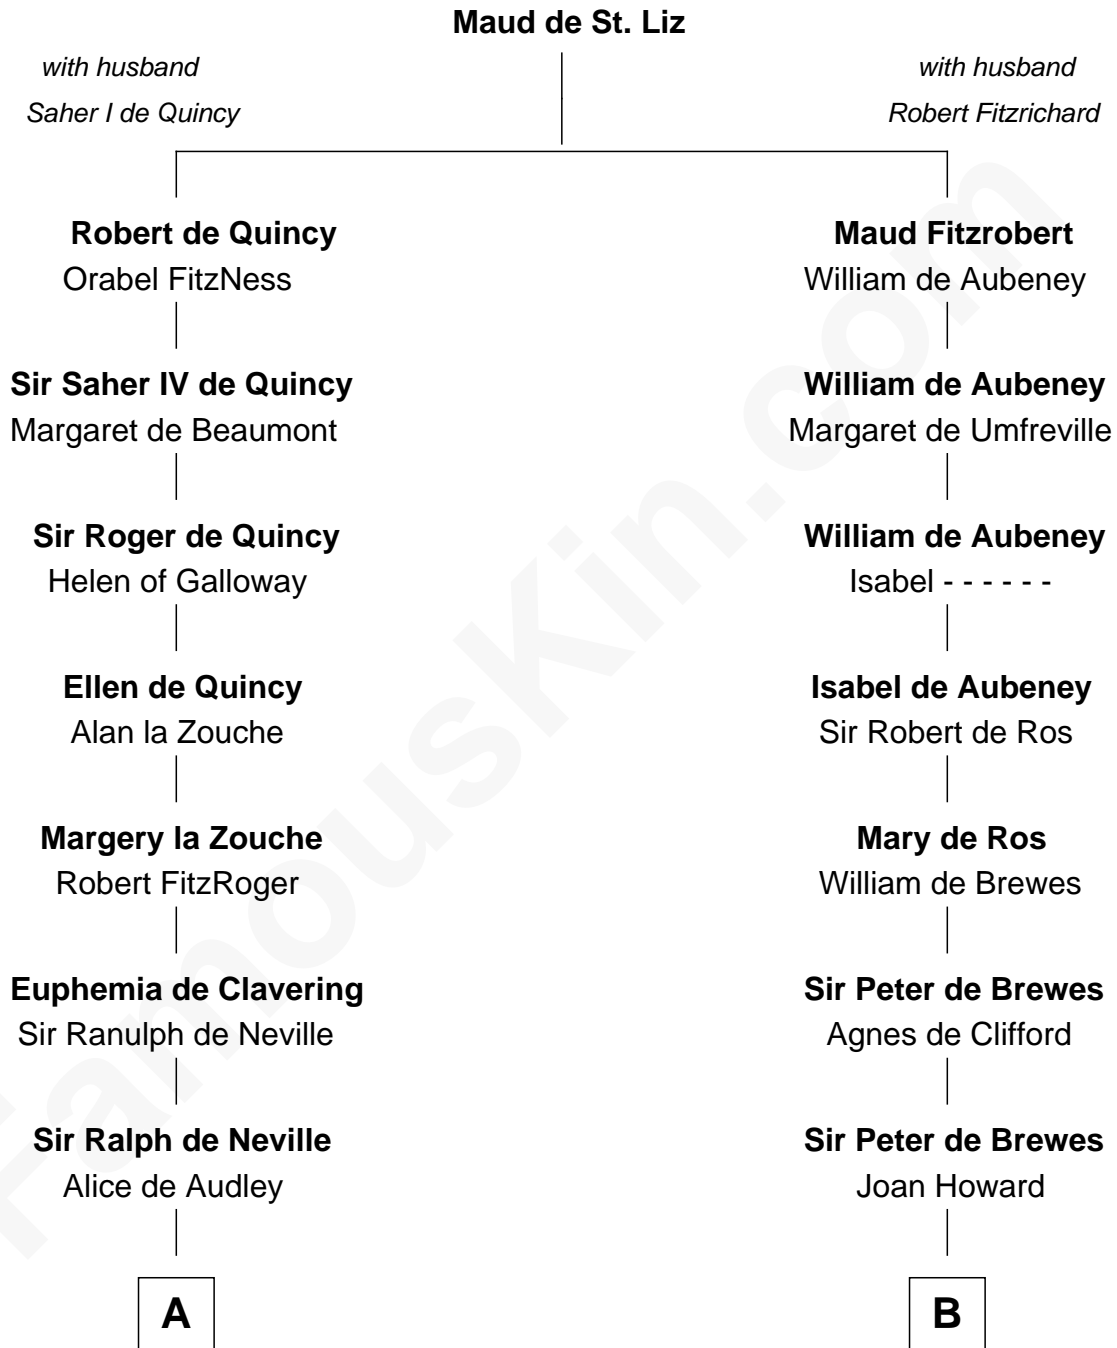 Maud de St. Liz
with husband
Saher I de Quincy
with husband
Robert Fitzrichard
Robert de Quincy
Orabel FitzNess
Maud Fitzrobert
William de Aubeney
Sir Saher IV de Quincy
Margaret de Beaumont
William de Aubeney
Margaret de Umfreville
Sir Roger de Quincy
Helen of Galloway
William de Aubeney
Isabel - - - - - -
Ellen de Quincy
Alan la Zouche
Isabel de Aubeney
Sir Robert de Ros
Margery la Zouche
Robert FitzRoger
Mary de Ros
William de Brewes
Euphemia de Clavering
Sir Ranulph de Neville
Sir Peter de Brewes
Agnes de Clifford
Sir Ralph de Neville
Alice de Audley
Sir Peter de Brewes
Joan Howard
A
B
FamousKin.com